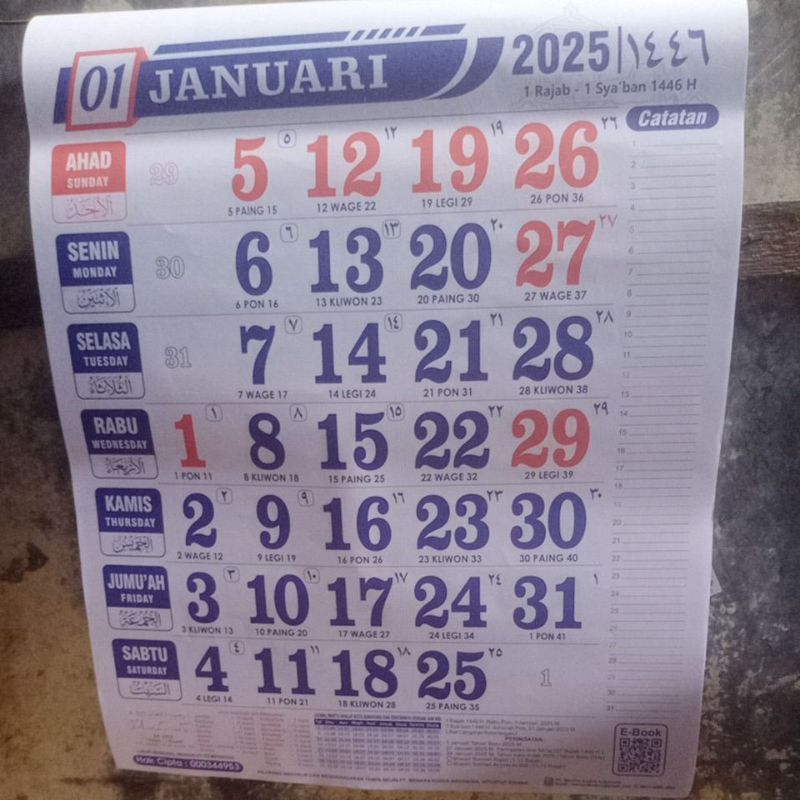 01 JANUARI 2025 | ١٤٤٦
1 Rajab - 1 Sya'ban 1446 H
Catatan
AHAD 29 5 ٥ 12 ١٢ 19 ١٩ 26 ٢٦
SUNDAY 5 PAING 15 12 WAGE 22 19 LEGI 29 26 PON 36
الأحد
SENIN 30 6 ٦ 13 ١٣ 20 ٢٠ 27 ٢٧
MONDAY 6 PON 16 13 KLIWON 23 20 PAING 30 27 WAGE 37
الاثنين
SELASA 31 7 ٧ 14 ١٤ 21 ٢١ 28 ٢٨
TUESDAY 7 WAGE 17 14 LEGI 24 21 PON 31 28 KLIWON 38
الثلاثاء
RABU 1 ١ 8 ٨ 15 ١٥ 22 ٢٢ 29 ٢٩
WEDNESDAY 1 PON 11 8 KLIWON 18 15 PAING 25 22 WAGE 32 29 LEGI 39
الأربعاء
KAMIS 2 ٢ 9 ٩ 16 ١٦ 23 ٢٣ 30 ٣٠
THURSDAY 2 WAGE 12 9 LEGI 19 16 PON 26 23 KLIWON 33 30 PAING 40
الخميس
JUMU'AH 3 ٣ 10 ١٠ 17 ١٧ 24 ٢٤ 31 ١
FRIDAY 3 KLIWON 13 10 PAING 20 17 WAGE 27 24 LEGI 34 1 PON 41
الجمعة
SABTU 4 ٤ 11 ١١ 18 ١٨ 25 ٢٥ 1
SATURDAY 4 LEGI 14 11 PON 21 18 KLIWON 28 25 PAING 35
السبت
E-Book
Hak Cipta : 000344953